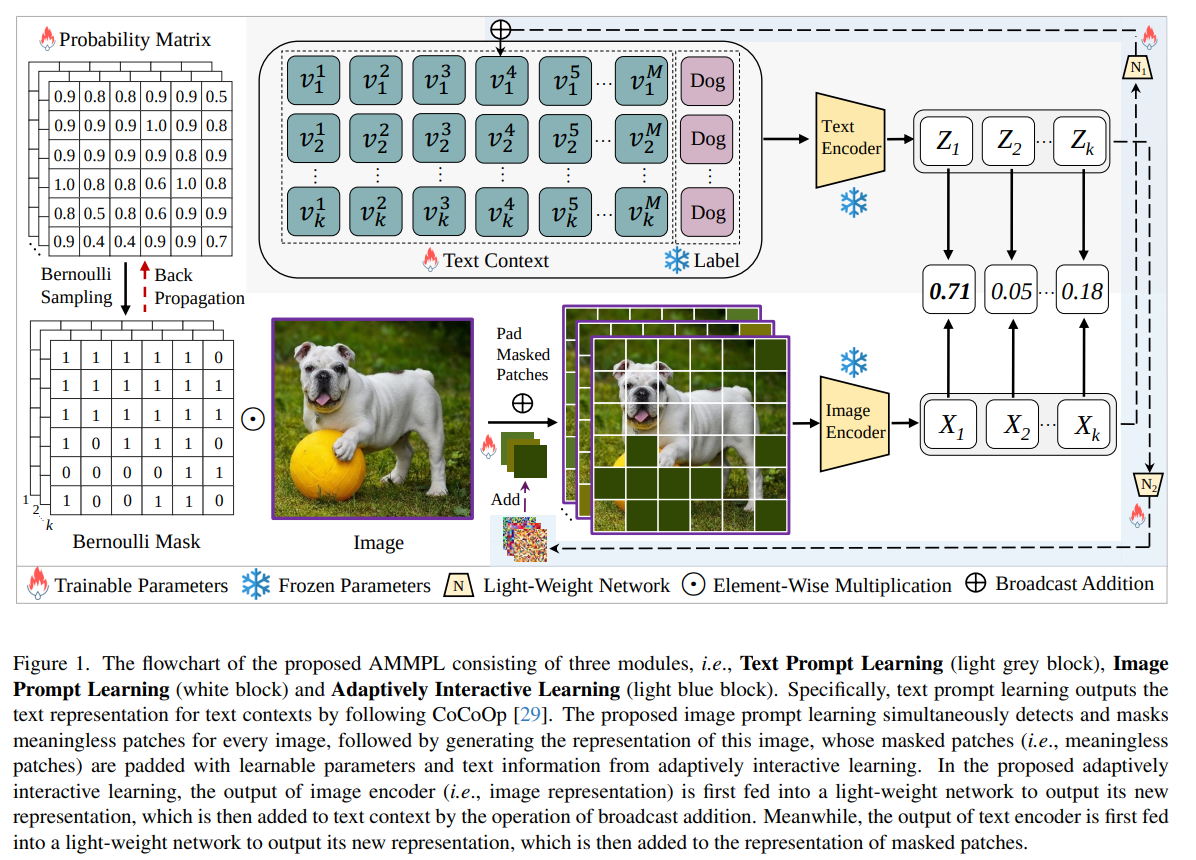 Probability Matrix
0.9 0.8 0.8 0.9 0.9 0.5
0.9 0.9 0.9 1.0 0.9 0.8
0.9 0.9 0.9 0.9 0.8 0.9
1.0 0.8 0.8 0.6 1.0 0.8
0.8 0.5 0.8 0.6 0.9 0.9
0.9 0.4 0.4 0.9 0.9 0.7
Bernoulli
Sampling
Back
Propagation
1 1 1 1 1 0
1 1 1 1 1 1
1 1 1 1 1 1
1 0 1 1 1 0
0 0 0 0 1 1
1 0 0 1 1 0
1
2
k
Bernoulli Mask
v_1^1 v_1^2 v_1^3 v_1^4 v_1^5 ... v_1^M Dog
v_2^1 v_2^2 v_2^3 v_2^4 v_2^5 ... v_2^M Dog
v_k^1 v_k^2 v_k^3 v_k^4 v_k^5 ... v_k^M Dog
Text Context
Label
Text
Encoder
Z_1 Z_2 ... Z_k
N_1
0.71 0.05 ... 0.18
Image
Pad
Masked
Patches
Add
Image
Encoder
X_1 X_2 ... X_k
N_2
Trainable Parameters
Frozen Parameters
N
Light-Weight Network
Element-Wise Multiplication
Broadcast Addition
Figure 1. The flowchart of the proposed AMMPL consisting of three modules, i.e., Text Prompt Learning (light grey block), Image
Prompt Learning (white block) and Adaptively Interactive Learning (light blue block). Specifically, text prompt learning outputs the
text representation for text contexts by following CoCoOp [29]. The proposed image prompt learning simultaneously detects and masks
meaningless patches for every image, followed by generating the representation of this image, whose masked patches (i.e., meaningless
patches) are padded with learnable parameters and text information from adaptively interactive learning. In the proposed adaptively
interactive learning, the output of image encoder (i.e., image representation) is first fed into a light-weight network to output its new
representation, which is then added to text context by the operation of broadcast addition. Meanwhile, the output of text encoder is first fed
into a light-weight network to output its new representation, which is then added to the representation of masked patches.